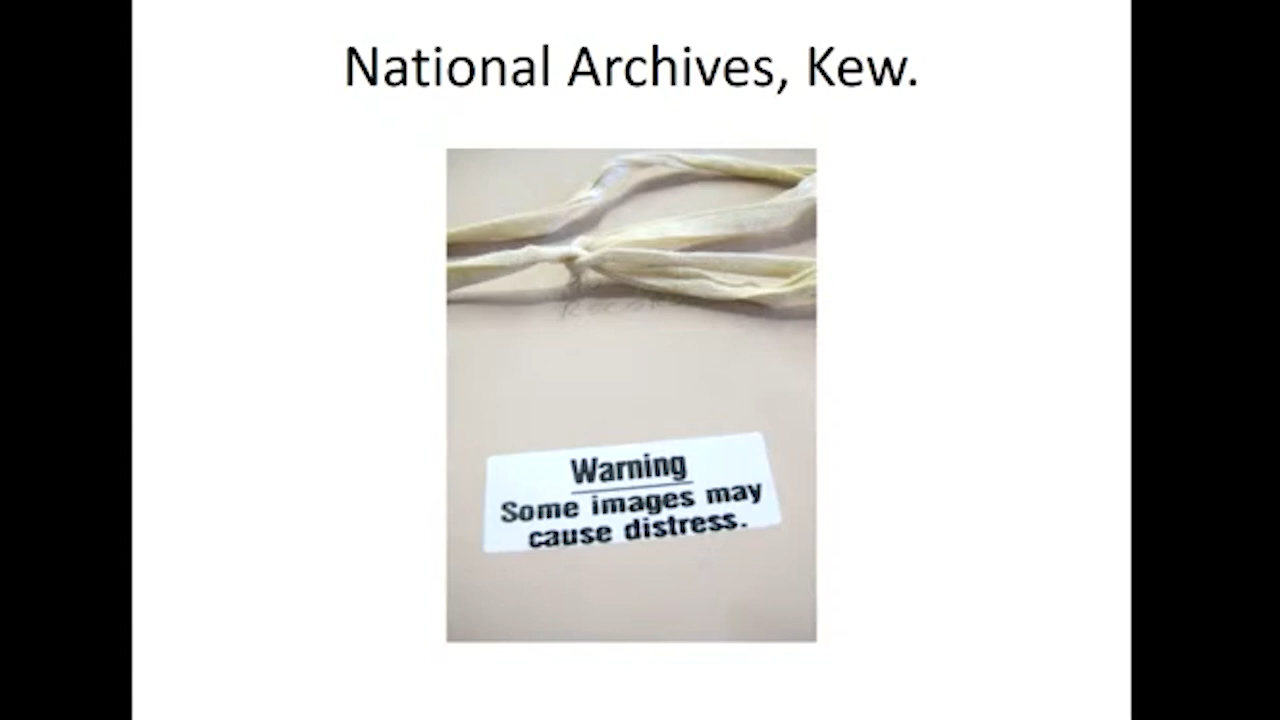 National Archives, Kew.
Warning
Some images may
cause distress.